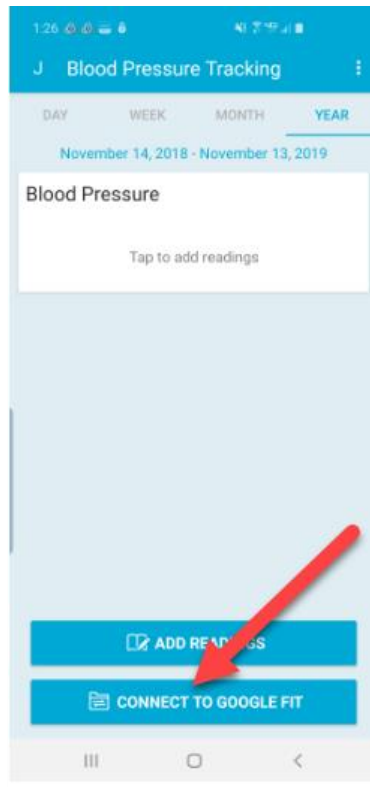 1:26
J Blood Pressure Tracking
DAY WEEK MONTH YEAR
November 14, 2018 - November 13, 2019
Blood Pressure
Tap to add readings
ADD
CONNECT TO GOOGLE FIT